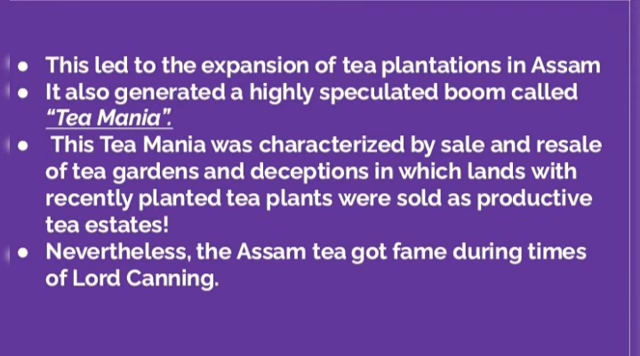 • This led to the expansion of tea plantations in Assam
• It also generated a highly speculated boom called
“Tea Mania”.
• This Tea Mania was characterized by sale and resale
of tea gardens and deceptions in which lands with
recently planted tea plants were sold as productive
tea estates!
• Nevertheless, the Assam tea got fame during times
of Lord Canning.